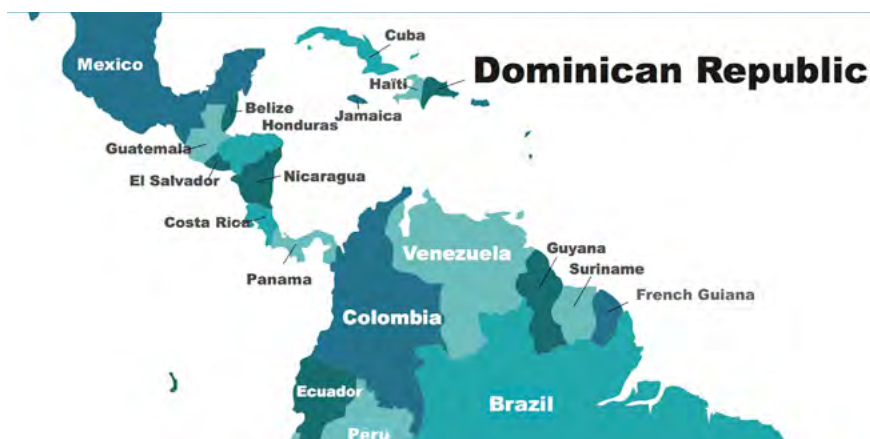 Cuba
Mexico
Dominican Republic
Haïti
Belize
Jamaica
Honduras
Guatemala
El Salvador
Nicaragua
Costa Rica
Venezuela
Guyana
Suriname
Panama
French Guiana
Colombia
Ecuador
Brazil
Peru